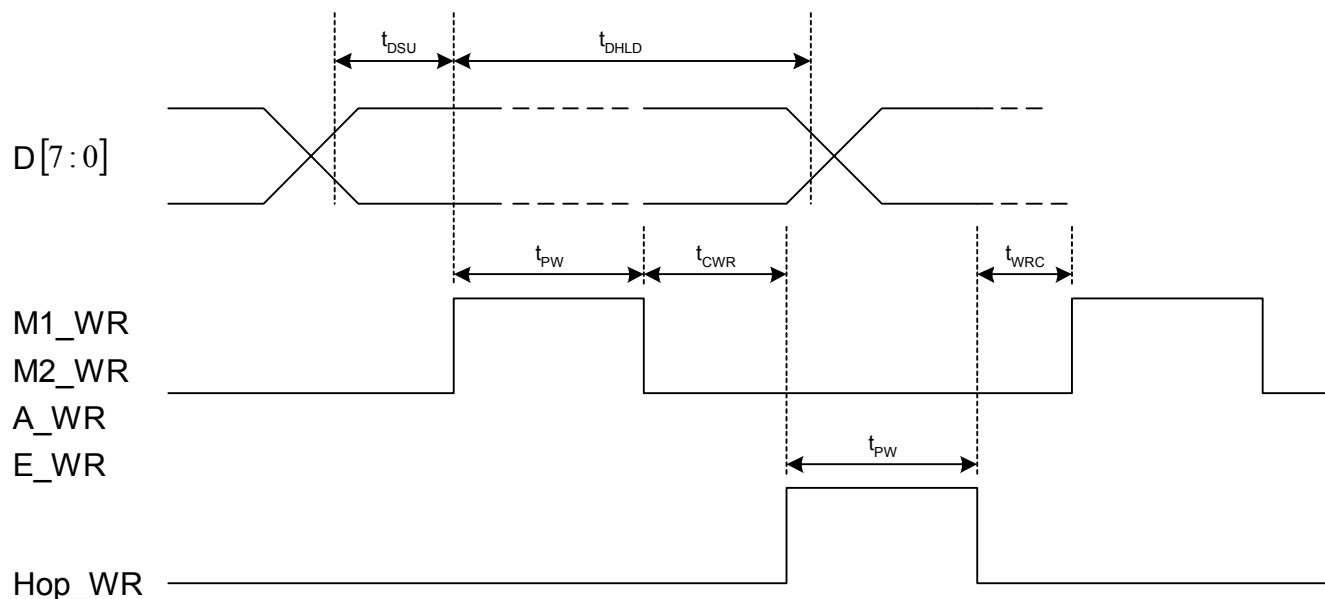 tDSU
tDHLD
D[7:0]
tPW
tCWR
tWRC
M1_WR
M2_WR
A_WR
E_WR
tPW
Hop_WR